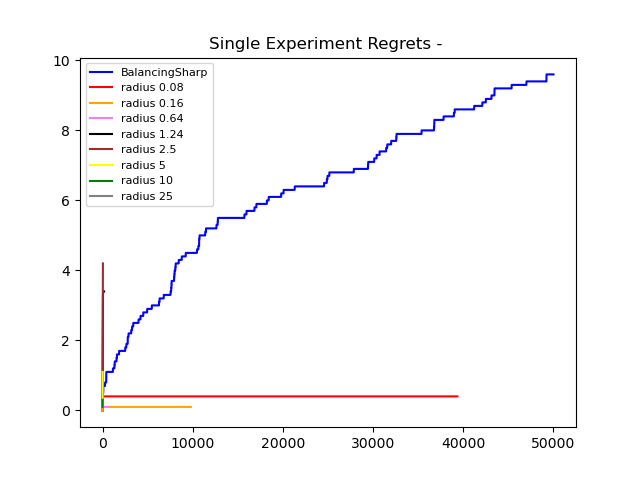 Single Experiment Regrets -
10
8
6
4
2
0
BalancingSharp
radius 0.08
radius 0.16
radius 0.64
radius 1.24
radius 2.5
radius 5
radius 10
radius 25
0 10000 20000 30000 40000 50000